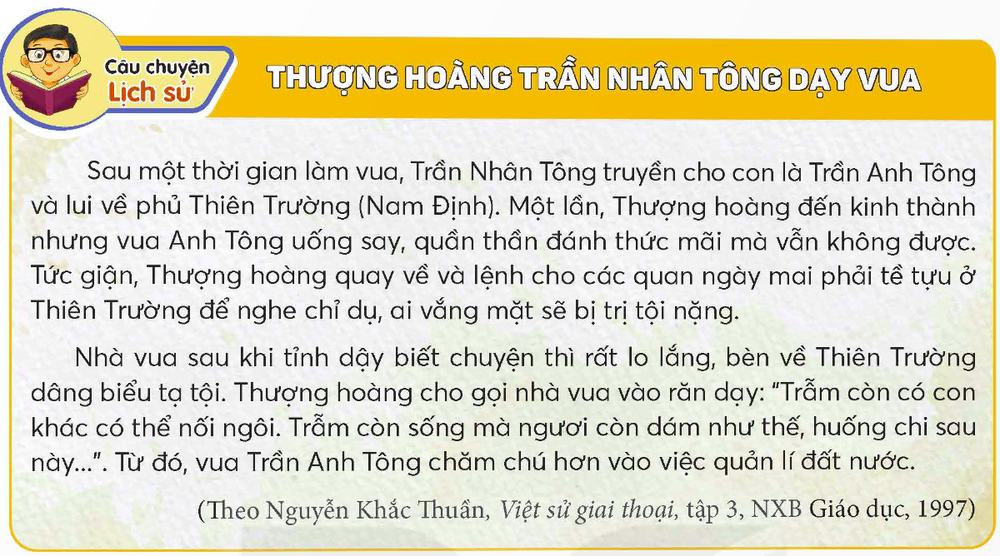 Câu chuyện
Lịch sử
THƯỢNG HOÀNG TRẦN NHÂN TÔNG DẠY VUA
Sau một thời gian làm vua, Trần Nhân Tông truyền cho con là Trần Anh Tông
và lui về phủ Thiên Trường (Nam Định). Một lần, Thượng hoàng đến kinh thành
nhưng vua Anh Tông uống say, quần thần đánh thức mãi mà vẫn không được.
Tức giận, Thượng hoàng quay về và lệnh cho các quan ngày mai phải tề tựu ở
Thiên Trường để nghe chỉ dụ, ai vắng mặt sẽ bị trị tội nặng.
Nhà vua sau khi tỉnh dậy biết chuyện thì rất lo lắng, bèn về Thiên Trường
dâng biểu tạ tội. Thượng hoàng cho gọi nhà vua vào răn dạy: "Trẫm còn có con
khác có thể nối ngôi. Trẫm còn sống mà ngươi còn dám như thế, huống chi sau
này...". Từ đó, vua Trần Anh Tông chăm chú hơn vào việc quản lí đất nước.
(Theo Nguyễn Khắc Thuần, Việt sử giai thoại, tập 3, NXB Giáo dục, 1997)